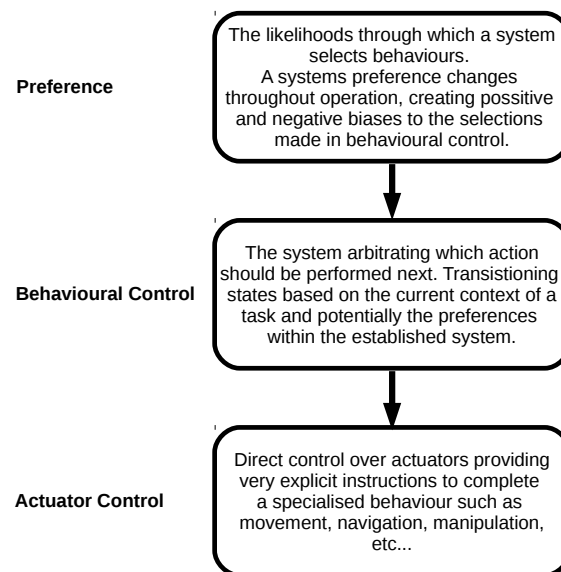 The likelihoods through which a system
selects behaviours.
A systems preference changes
throughout operation, creating possitive
and negative biases to the selections
made in behavioural control.
Preference
The system arbitrating which action
should be performed next. Transistioning
states based on the current context of a
task and potentially the preferences
within the established system.
Behavioural Control
Direct control over actuators providing
very explicit instructions to complete
a specialised behaviour such as
movement, navigation, manipulation,
etc...
Actuator Control